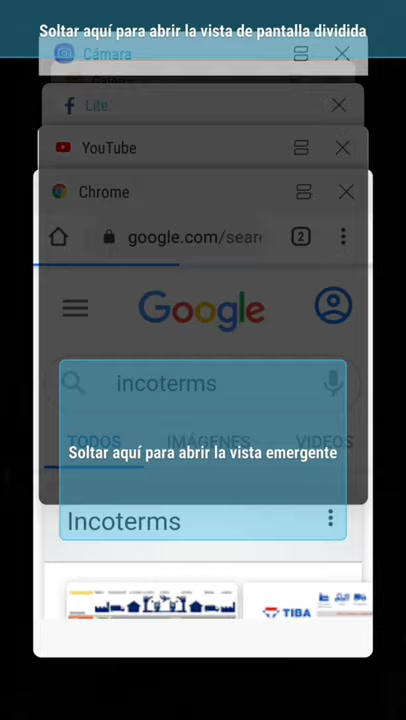 Soltar aquí para abrir la vista de pantalla dividida
Cámara
Galería
Lite
YouTube
Chrome
google.com/sear
2
Google
incoterms
TODOS
IMÁGENES
VIDEOS
Soltar aquí para abrir la vista emergente
Incoterms
TIBA